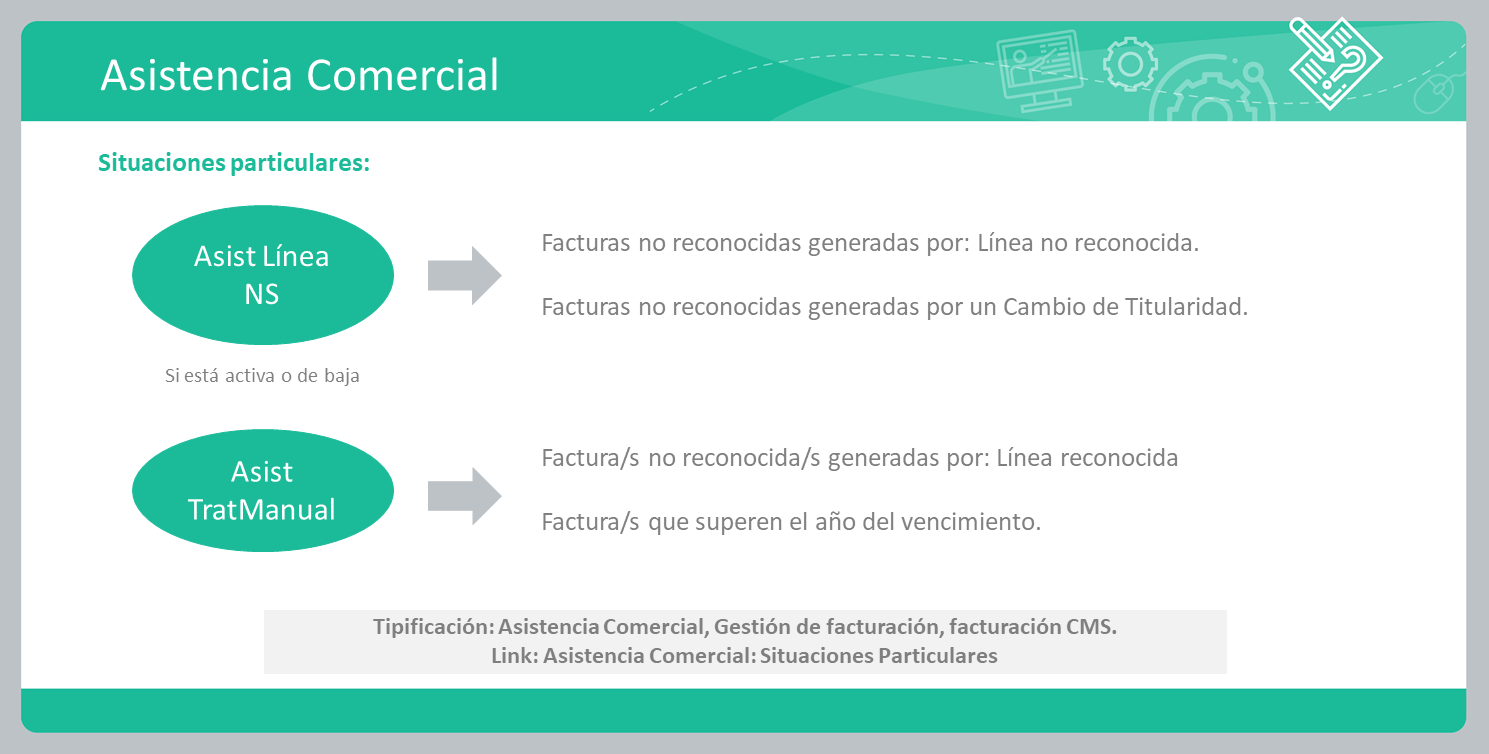 Asistencia Comercial
Situaciones particulares:
Asist Línea
NS
Si está activa o de baja
Facturas no reconocidas generadas por: Línea no reconocida.
Facturas no reconocidas generadas por un Cambio de Titularidad.
Asist
TratManual
Factura/s no reconocida/s generadas por: Línea reconocida
Factura/s que superen el año del vencimiento.
Tipificación: Asistencia Comercial, Gestión de facturación, facturación CMS.
Link: Asistencia Comercial: Situaciones Particulares